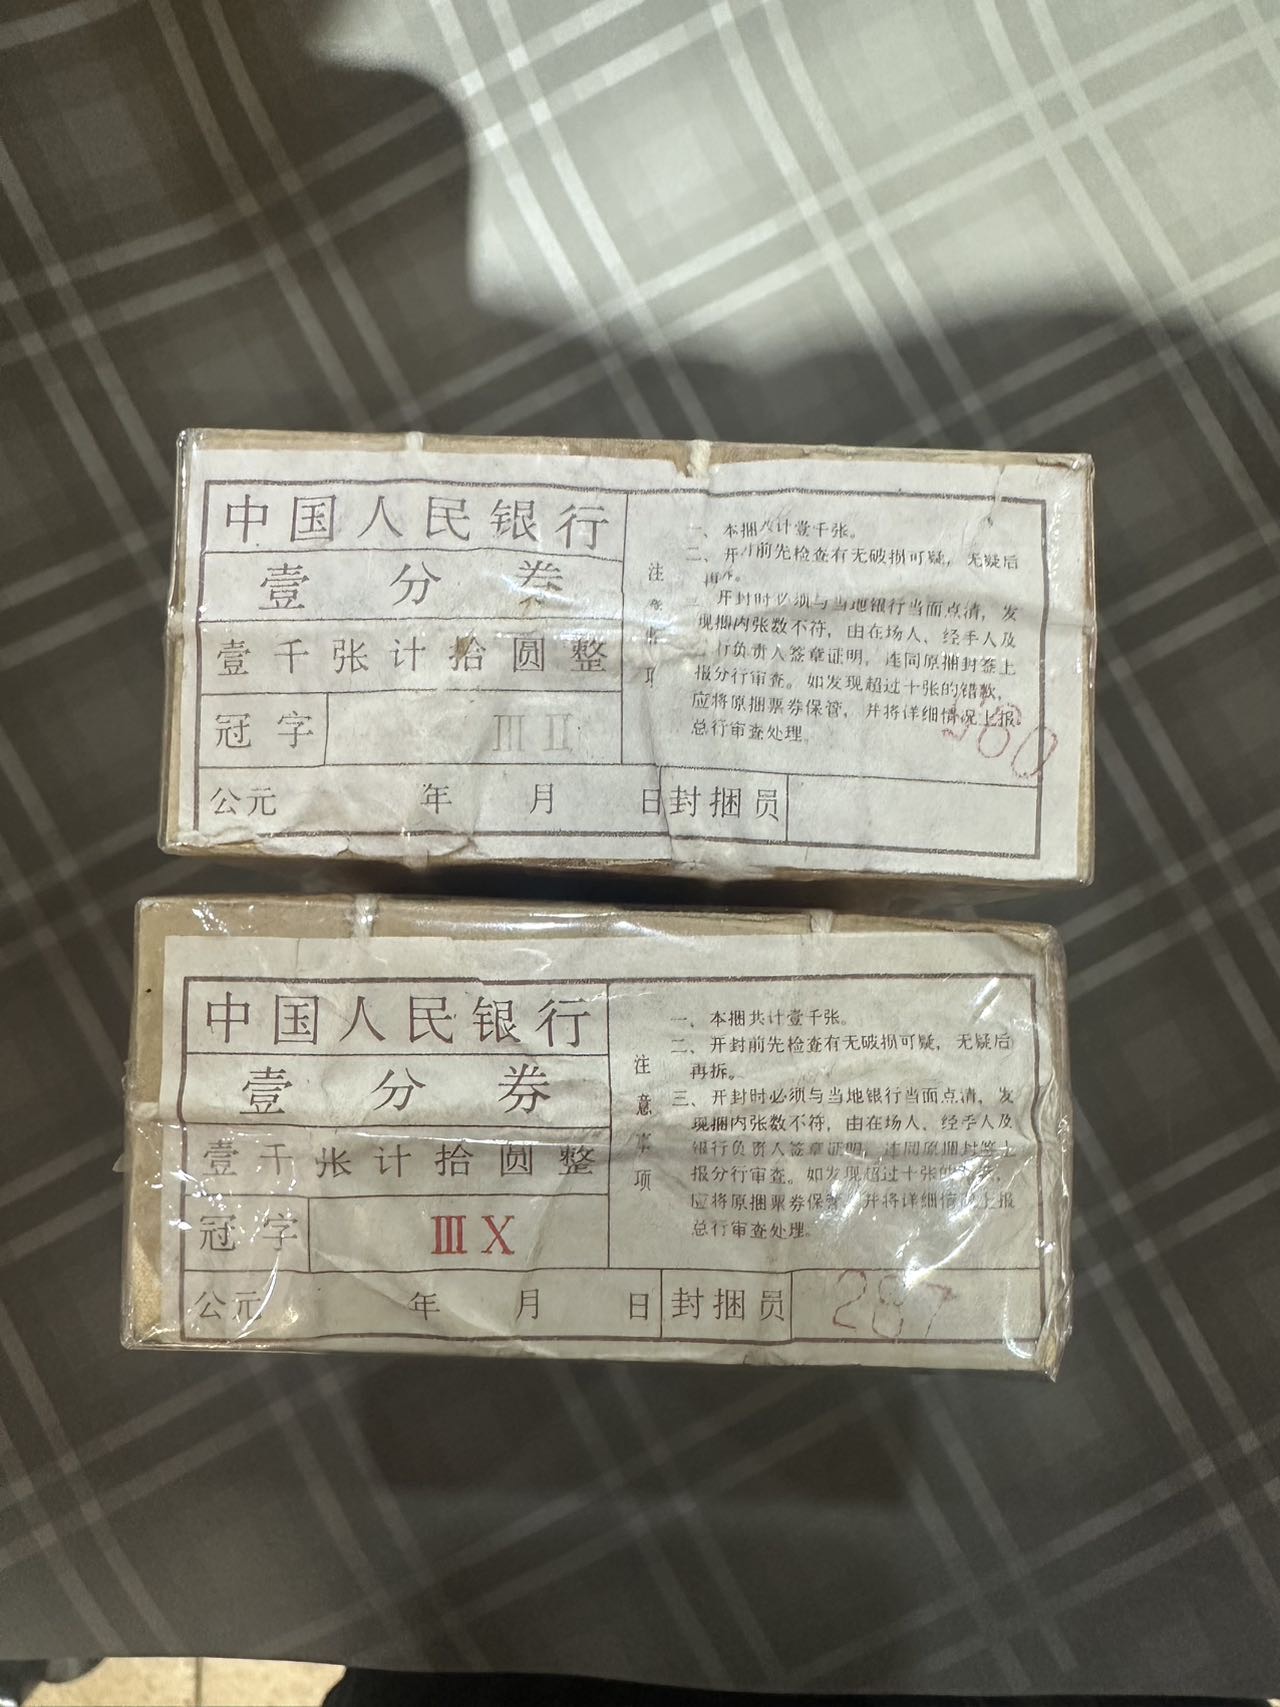 中国人民银行
壹分券
壹千张计拾圆整
冠字 III II
公元 年 月 日 封捆员
注 项
一、本捆共计壹千张。
二、开封前先检查有无破损可疑，无疑后
再拆。
开封时必须与当地银行当面点清，发
现捆内张数不符，由在场人、经手人及
行负责人签章证明，连同原捆封签上
报分行审查。如发现超过十张的错款，
应将原捆票券保管，并将详细情况上报
总行审查处理。
中国人民银行
壹分券
壹千张计拾圆整
冠字 III X
公元 年 月 日 封捆员 287
注意事项
一、本捆共计壹千张。
二、开封前先检查有无破损可疑，无疑后
再拆。
三、开封时必须与当地银行当面点清，发
现捆内张数不符，由在场人、经手人及
银行负责人签章证明，连同原捆封签上
报分行审查。如发现超过十张的
应将原捆票券保管，并将详细情况上报
总行审查处理。